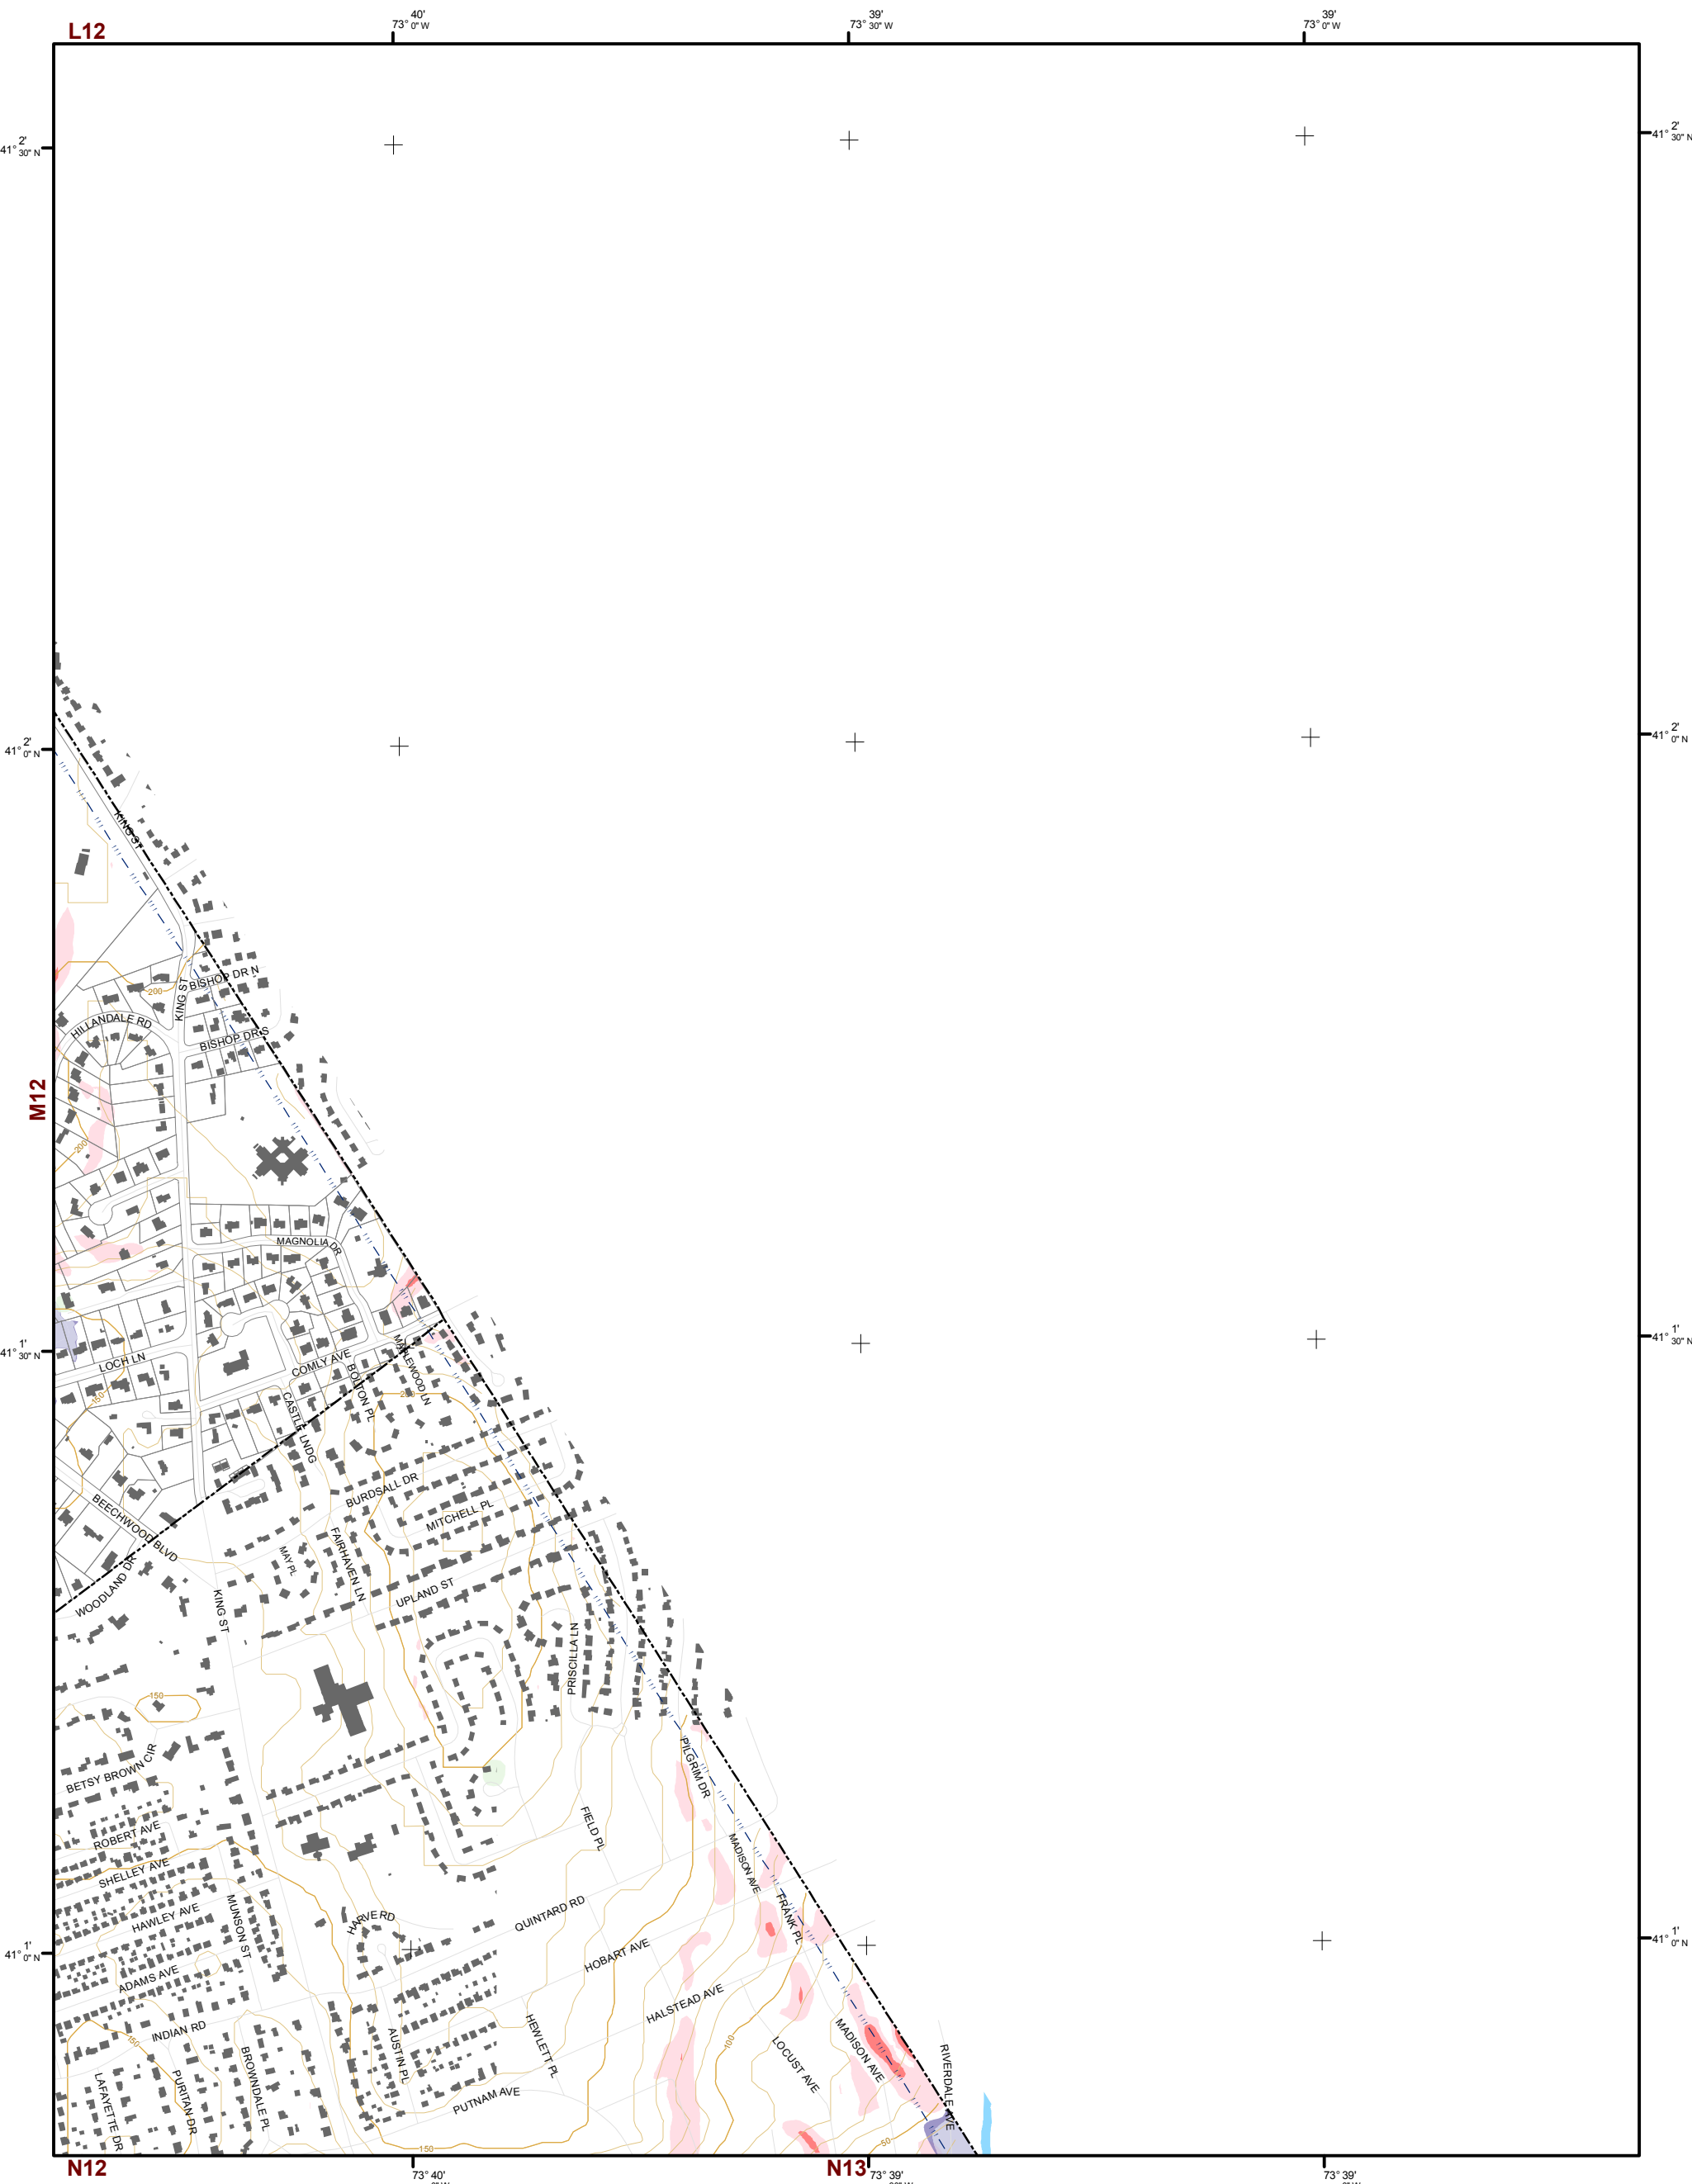 L12
40'
73° 0" W
39'
73° 30" W
39'
73° 0" W
2'
41° 30" N
2'
41° 30" N
2'
41° 0" N
2'
41° 0" N
KING ST
BISHOP DR N
200
KING ST
HILLANDALE RD
BISHOP DR S
M12
200
MAGNOLIA DR
1'
41° 30" N
1'
41° 30" N
MAPLEWOOD LN
LOCH LN
COMLY AVE
BOLTON PL
150
200
CASTLE LNDG
BURDSALL DR
BEECHWOOD BLVD
MITCHELL PL
FAIRHAVEN LN
MAY PL
WOODLAND DR
KING ST
UPLAND ST
PRISCILLA LN
150
PILGRIM DR
BETSY BROWN CIR
FIELD PL
ROBERT AVE
MADISON AVE
SHELLEY AVE
MUNSON ST
HAWLEY AVE
HARVE RD
QUINTARD RD
FRANK PL
HOBART AVE
1'
41° 0" N
1'
41° 0" N
ADAMS AVE
HALSTEAD AVE
INDIAN RD
150
100
HEWLETT PL
MADISON AVE
LOCUST AVE
AUSTIN PL
BROWNDALE PL
RIVERDALE AVE
PURITAN DR
LAFAYETTE DR
PUTNAM AVE
150
50
N12
N13
73° 40'
73° 39'
73° 39'